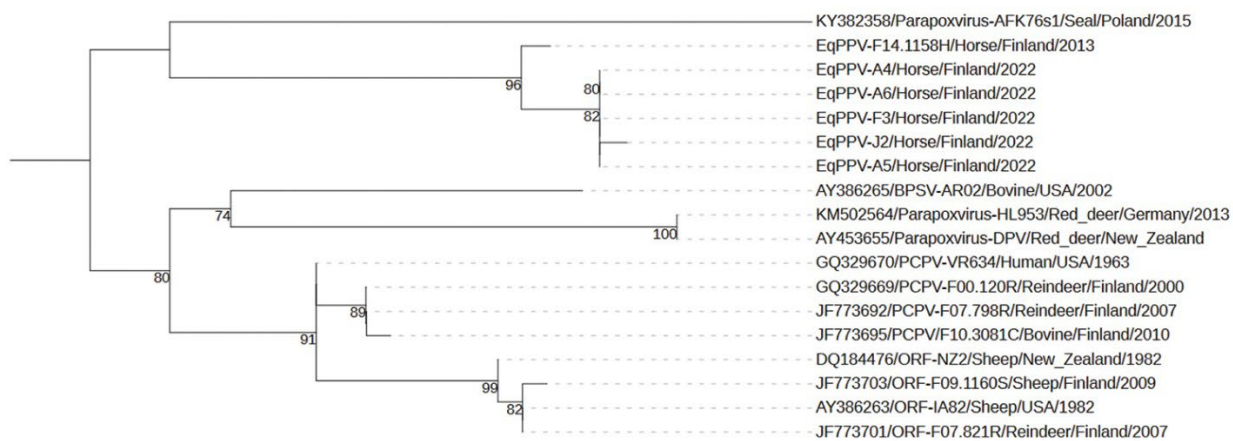 KY382358/Parapoxvirus-AFK76s1/Seal/Poland/2015
EqPPV-F14.1158H/Horse/Finland/2013
EqPPV-A4/Horse/Finland/2022
96
80
EqPPV-A6/Horse/Finland/2022
82
EqPPV-F3/Horse/Finland/2022
EqPPV-J2/Horse/Finland/2022
EqPPV-A5/Horse/Finland/2022
AY386265/BPSV-AR02/Bovine/USA/2002
74
KM502564/Parapoxvirus-HL953/Red_deer/Germany/2013
100
AY453655/Parapoxvirus-DPV/Red_deer/New_Zealand
GQ329670/PCPV-VR634/Human/USA/1963
80
GQ329669/PCPV-F00.120R/Reindeer/Finland/2000
89
JF773692/PCPV-F07.798R/Reindeer/Finland/2007
91
JF773695/PCPV/F10.3081C/Bovine/Finland/2010
DQ184476/ORF-NZ2/Sheep/New_Zealand/1982
99
JF773703/ORF-F09.1160S/Sheep/Finland/2009
82
AY386263/ORF-IA82/Sheep/USA/1982
JF773701/ORF-F07.821R/Reindeer/Finland/2007